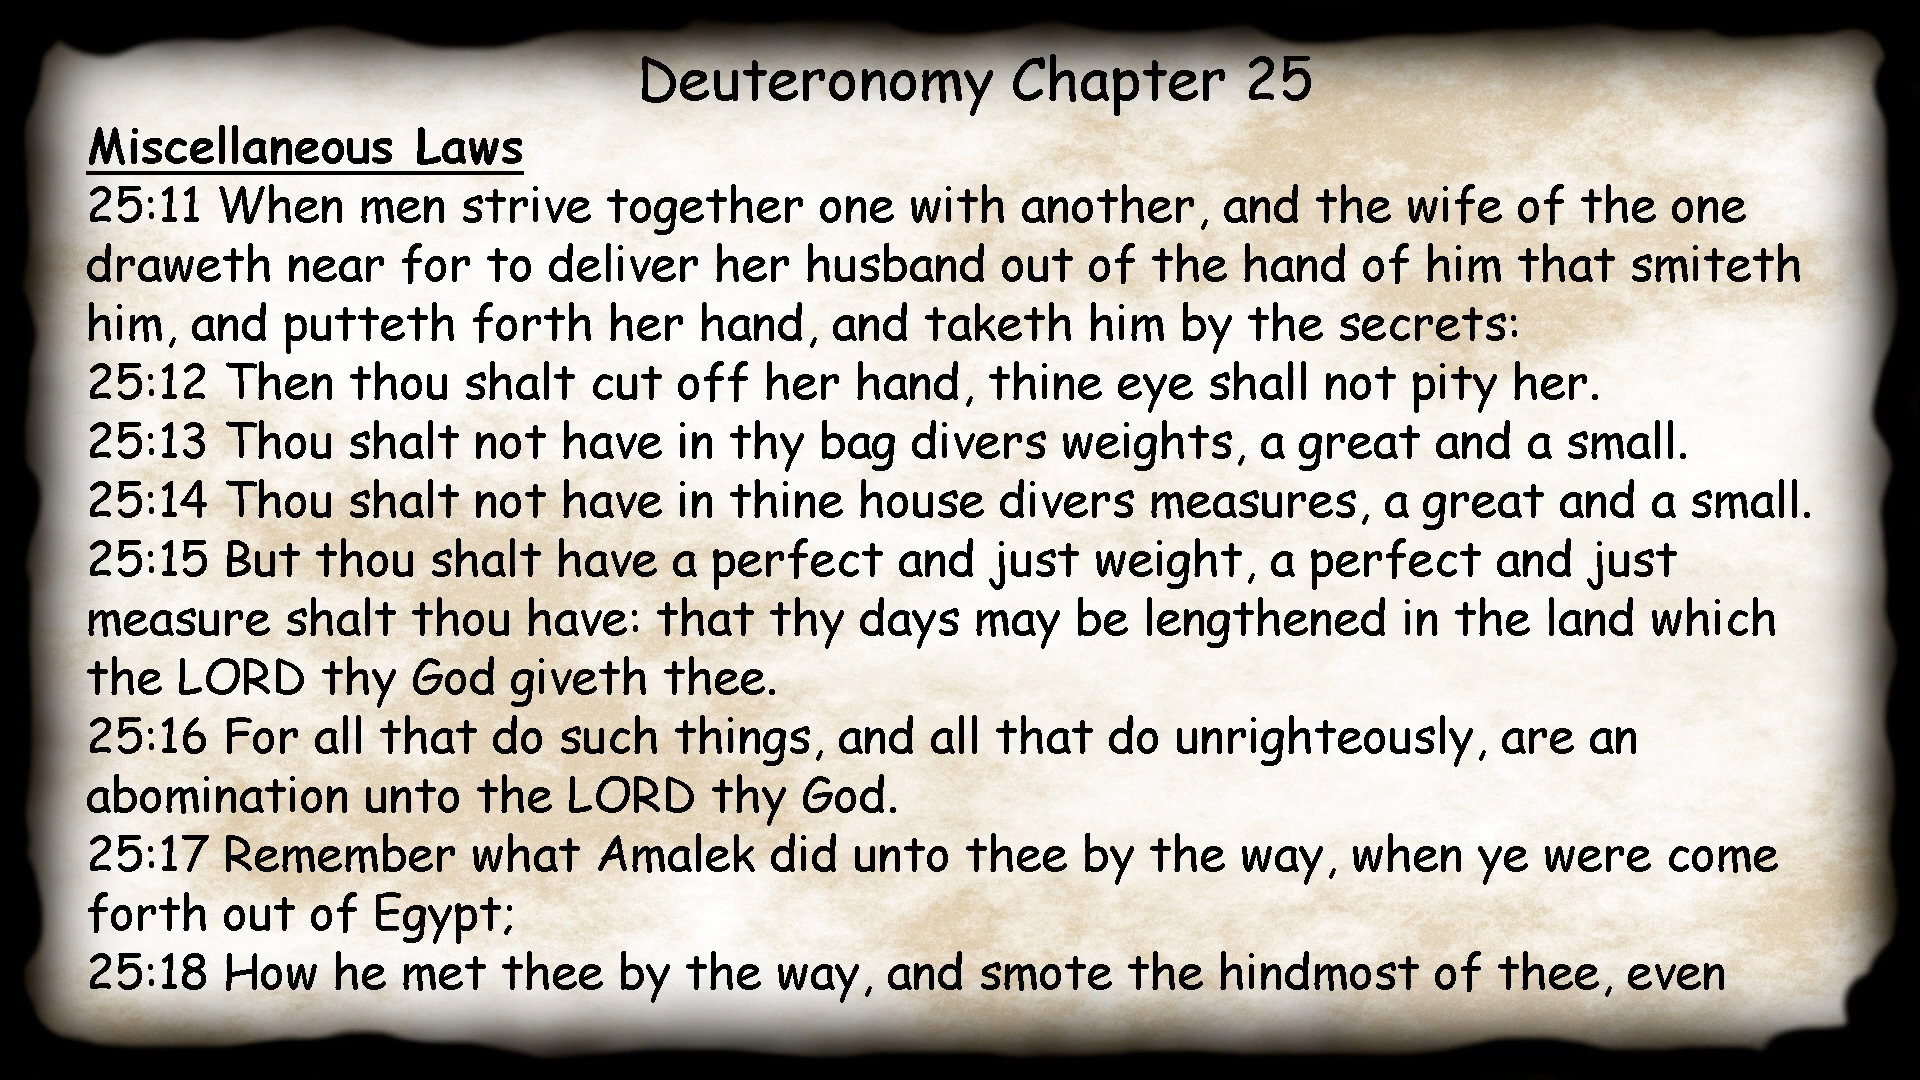 Deuteronomy Chapter 25
Miscellaneous Laws
25:11 When men strive together one with another, and the wife of the one
draweth near for to deliver her husband out of the hand of him that smiteth
him, and putteth forth her hand, and taketh him by the secrets:
25:12 Then thou shalt cut off her hand, thine eye shall not pity her.
25:13 Thou shalt not have in thy bag divers weights, a great and a small.
25:14 Thou shalt not have in thine house divers measures, a great and a small.
25:15 But thou shalt have a perfect and just weight, a perfect and just
measure shalt thou have: that thy days may be lengthened in the land which
the LORD thy God giveth thee.
25:16 For all that do such things, and all that do unrighteously, are an
abomination unto the LORD thy God.
25:17 Remember what Amalek did unto thee by the way, when ye were come
forth out of Egypt;
25:18 How he met thee by the way, and smote the hindmost of thee, even